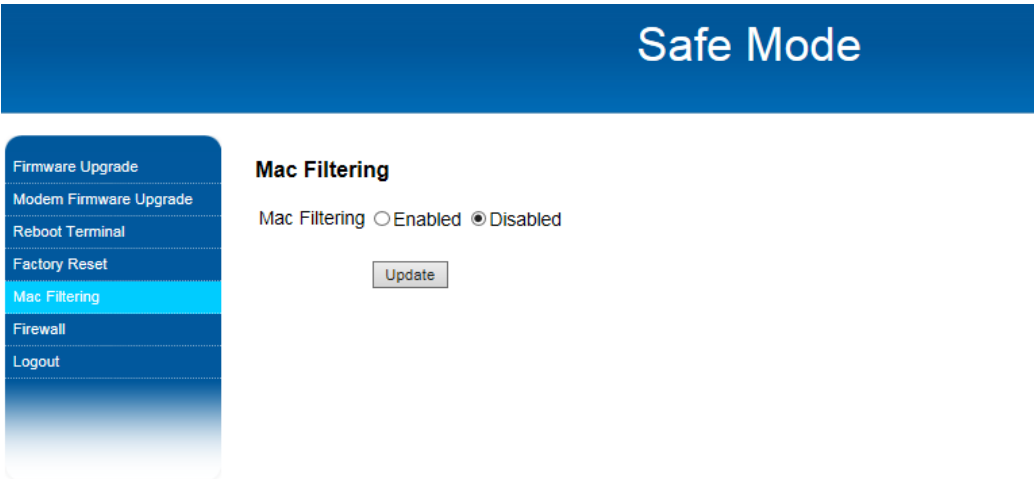 Safe Mode
Firmware Upgrade
Modem Firmware Upgrade
Reboot Terminal
Factory Reset
Mac Filtering
Firewall
Logout
Mac Filtering
Mac Filtering Enabled Disabled
Update